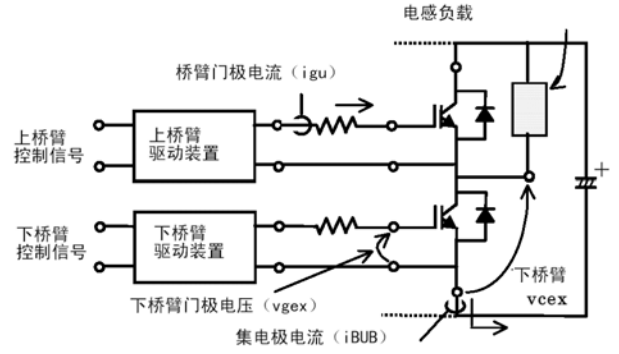 电感负载
桥臂门极电流（igu）
上桥臂
控制信号
上桥臂
驱动装置
+
下桥臂
控制信号
下桥臂
驱动装置
下桥臂
vcex
下桥臂门极电压（vgex）
集电极电流（iBUB）